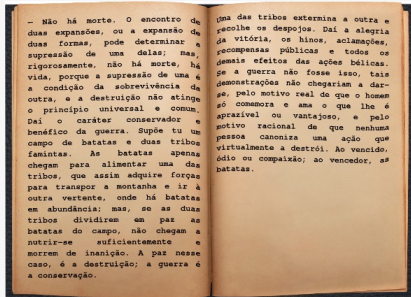 — Não há morte. O encontro de
duas expansões, ou a expansão de
duas formas, pode determinar a
supressão de uma delas; mas,
rigorosamente, não há morte, há
vida, porque a supressão de uma é
a condição da sobrevivência da
outra, e a destruição não atinge
o princípio universal e comum.
Daí o caráter conservador e
benéfico da guerra. Supõe tu um
campo de batatas e duas tribos
famintas. As batatas apenas
chegam para alimentar uma das
tribos, que assim adquire forças
para transpor a montanha e ir à
outra vertente, onde há batatas
em abundância; mas, se as duas
tribos dividirem em paz as
batatas do campo, não chegam a
nutrir-se suficientemente e
morrem de inanição. A paz nesse
caso, é a destruição; a guerra é
a conservação.
Uma das tribos extermina a outra e
recolhe os despojos. Daí a alegria
da vitória, os hinos, aclamações,
recompensas públicas e todos os
demais efeitos das ações bélicas.
Se a guerra não fosse isso, tais
demonstrações não chegariam a dar-
se, pelo motivo real de que o homem
só comemora e ama o que lhe é
aprazível ou vantajoso, e pelo
motivo racional de que nenhuma
pessoa canoniza uma ação que
virtualmente a destrói. Ao vencido,
ódio ou compaixão; ao vencedor, as
batatas.